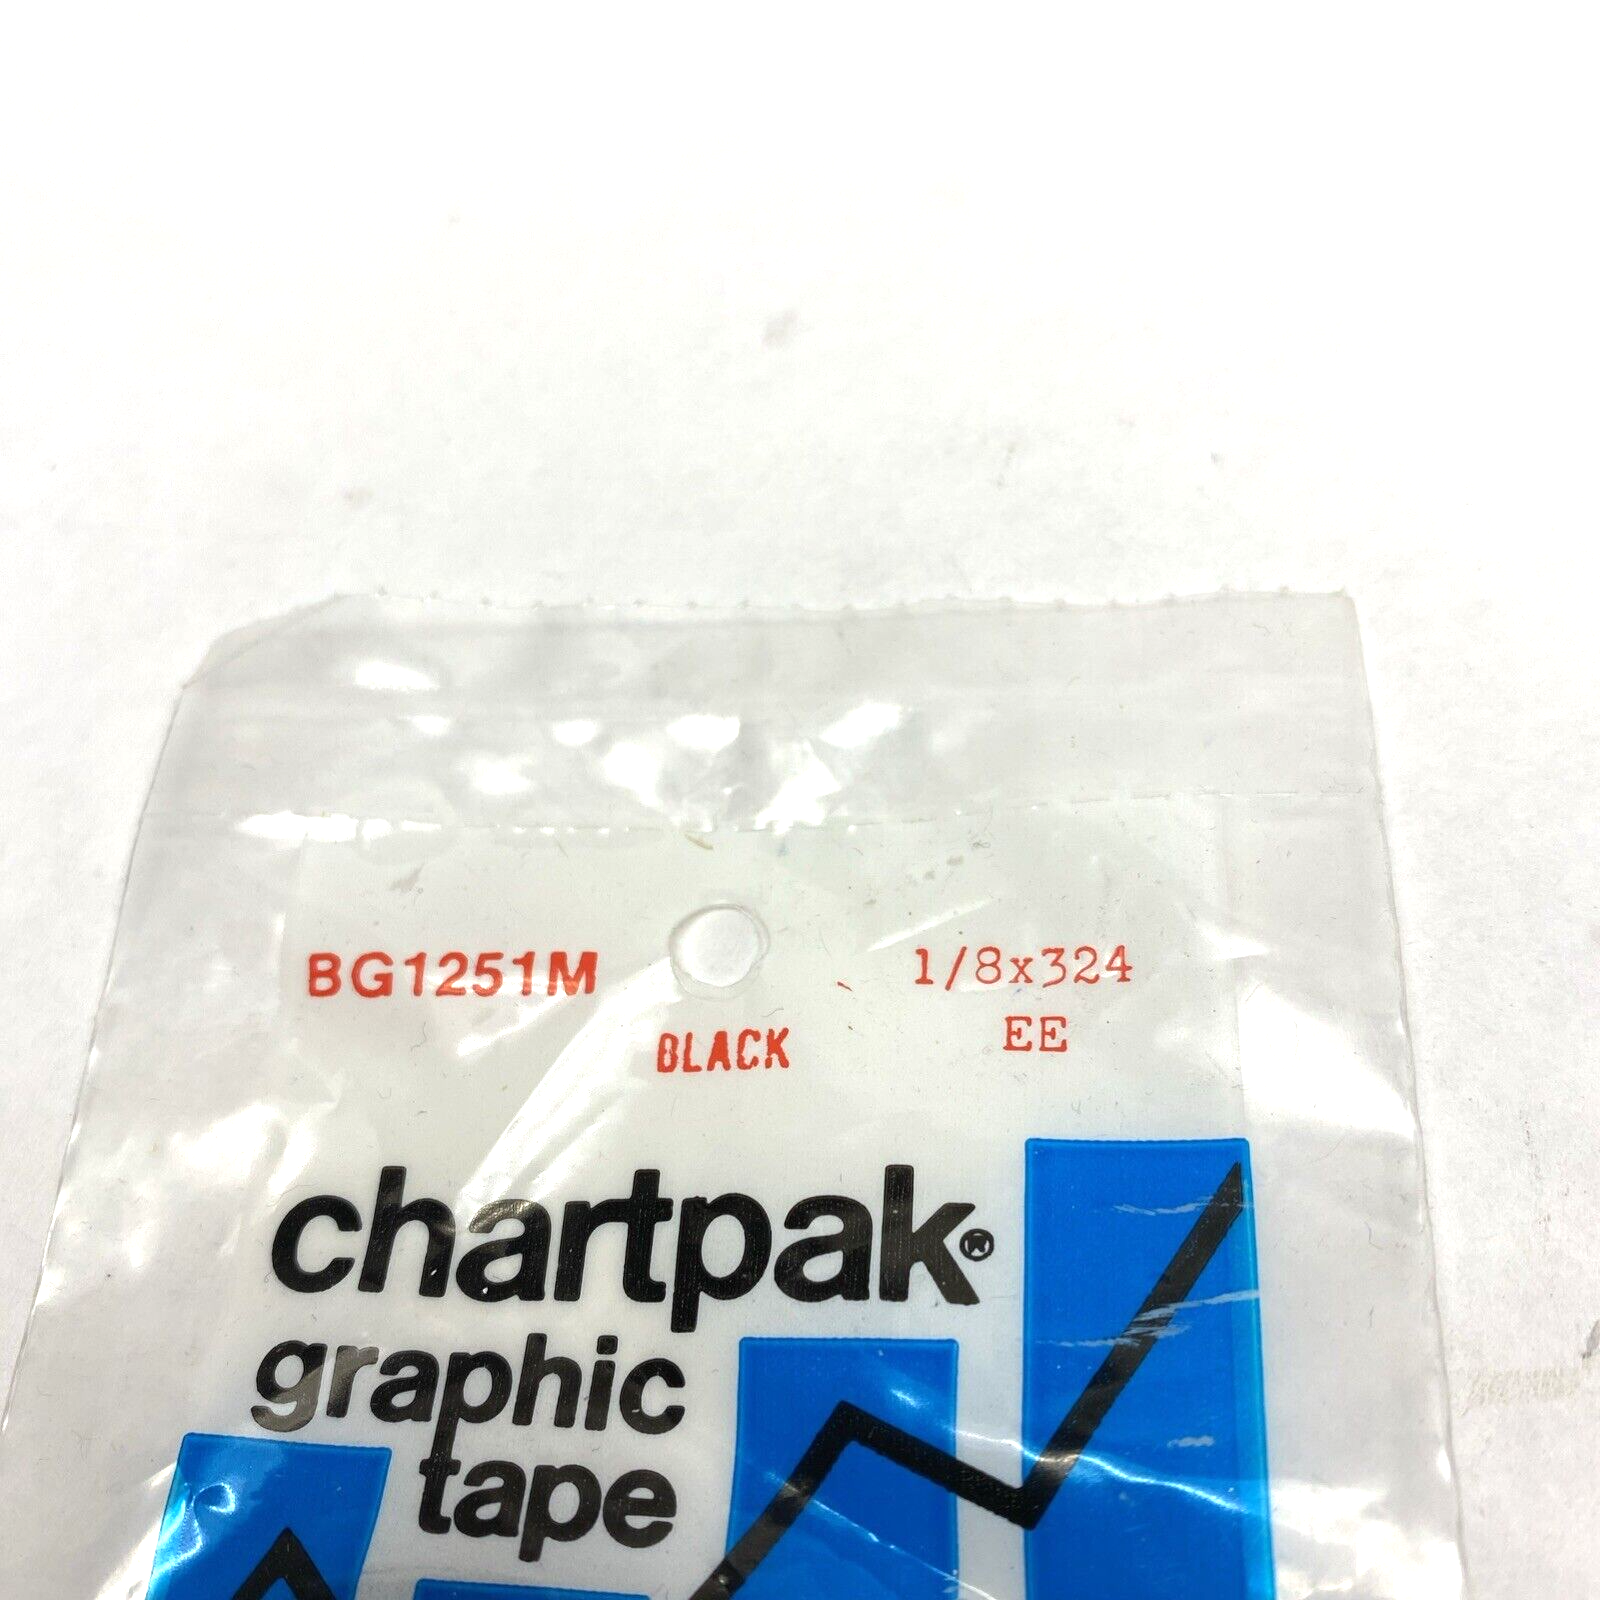 BG1251M 1/8x324
BLACK EE
chartpak®
graphic
tape